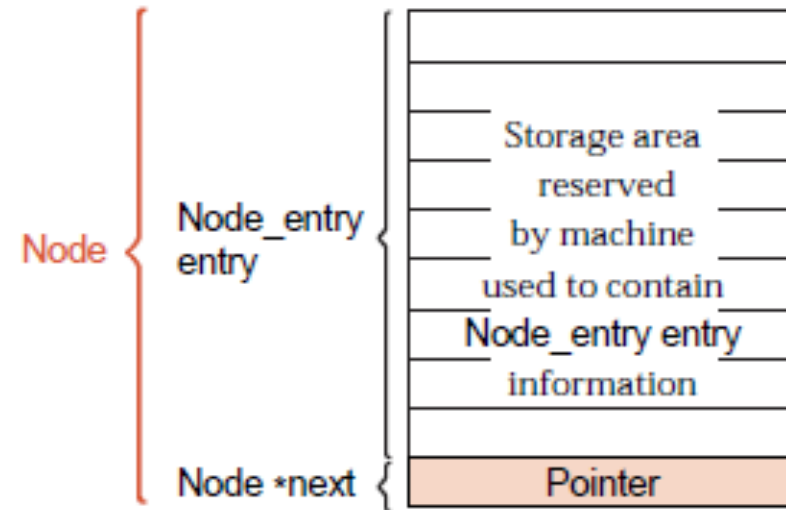 Node
Node_entry
entry
Storage area
reserved
by machine
used to contain
Node_entry entry
information
Node *next
Pointer